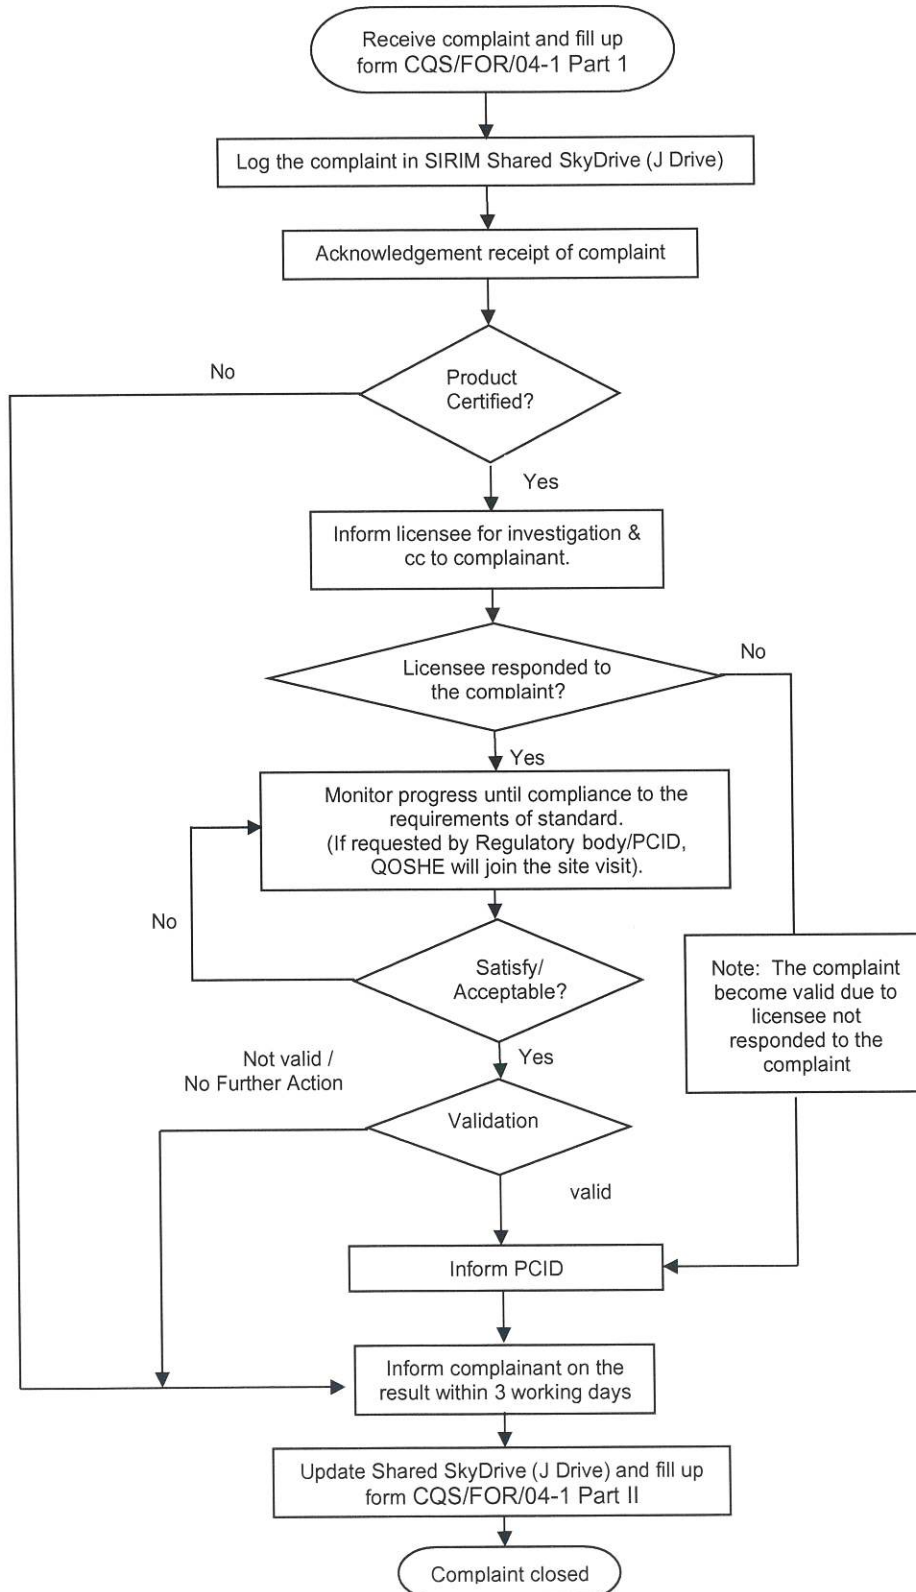 Receive complaint and fill up
form CQS/FOR/04-1 Part 1
Log the complaint in SIRIM Shared SkyDrive (J Drive)
Acknowledgement receipt of complaint
No
Product
Certified?
Yes
Inform licensee for investigation &
cc to complainant.
Licensee responded to
the complaint?
No
Yes
Monitor progress until compliance to the
requirements of standard.
(If requested by Regulatory body/PCID,
QOSHE will join the site visit).
No
Satisfy/
Acceptable?
Note: The complaint
become valid due to
licensee not
responded to the
complaint
Yes
Not valid /
No Further Action
Validation
valid
Inform PCID
Inform complainant on the
result within 3 working days
Update Shared SkyDrive (J Drive) and fill up
form CQS/FOR/04-1 Part II
Complaint closed